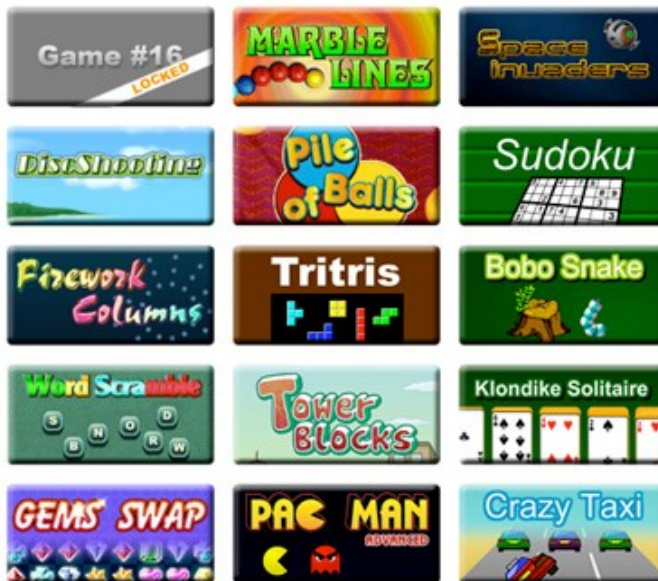 Game #16
LOCKED
MARBLE
LINES
Space
invaders
DiscShooting
Pile
of Balls
Sudoku
Firework
Columns
Tritris
Bobo Snake
Word Scramble
S B N O D R W
Tower
Blocks
Klondike Solitaire
GEMS SWAP
PAC MAN
ADVANCED
Crazy Taxi